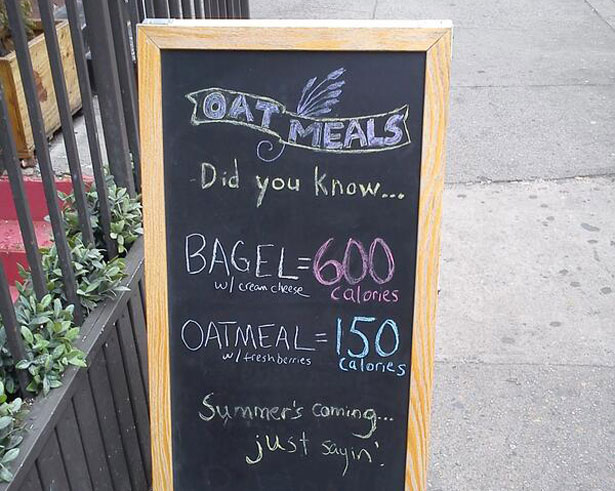 OAT MEALS
Did you know...
BAGEL=600
w/ cream cheese calories
OATMEAL=150
w/ fresh berries calories
Summer's coming...
just sayin'.